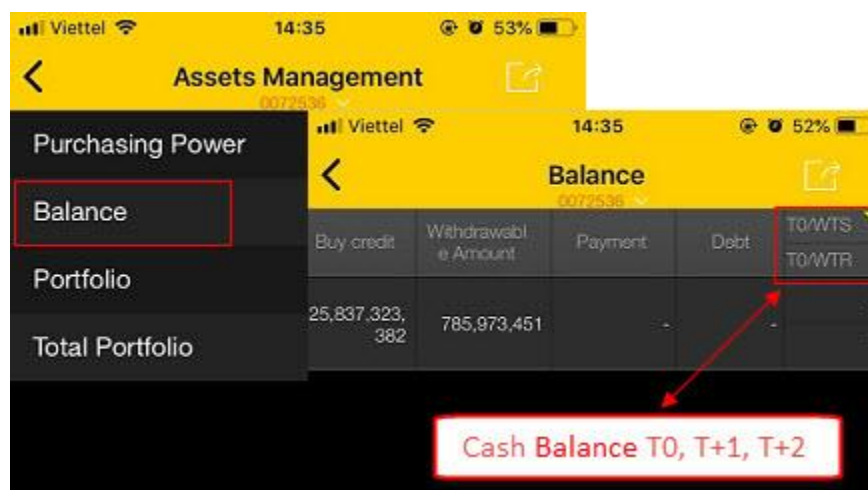 Viettel 14:35 53%
Assets Management
0072536
Purchasing Power
Balance
Portfolio
Total Portfolio
Viettel 14:35 52%
Balance
0072536
Buy credit Withdrawabl Payment Debt T0/WTS
e Amount T0/WTR
25,837,323, 785,973,451 - -
382
Cash Balance T0, T+1, T+2